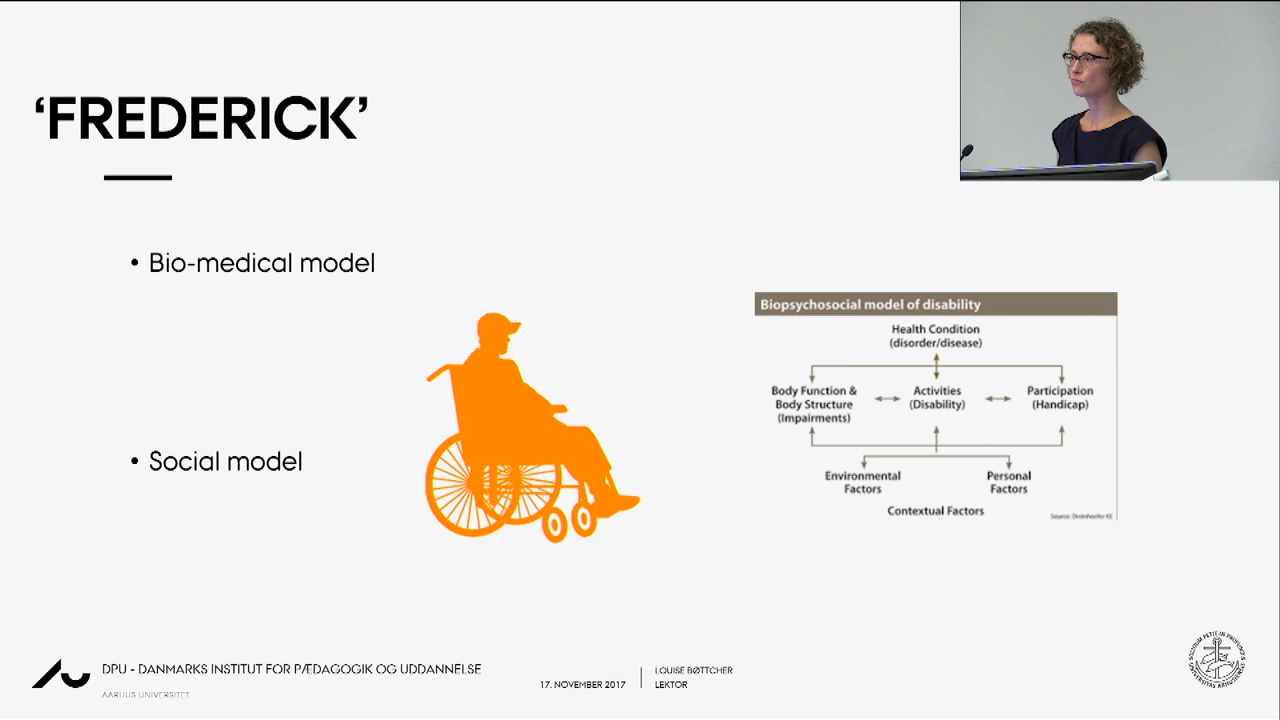 ‘FREDERICK’
• Bio-medical model
• Social model
Biopsychosocial model of disability
Health Condition
(disorder/disease)
Body Function &
Body Structure
(Impairments)
Activities
(Disability)
Participation
(Handicap)
Environmental
Factors
Personal
Factors
Contextual Factors
DPU - DANMARKS INSTITUT FOR PÆDAGOGIK OG UDDANNELSE
AARHUS UNIVERSITET
17. NOVEMBER 2017
LOUISE BØTTCHER
LEKTOR